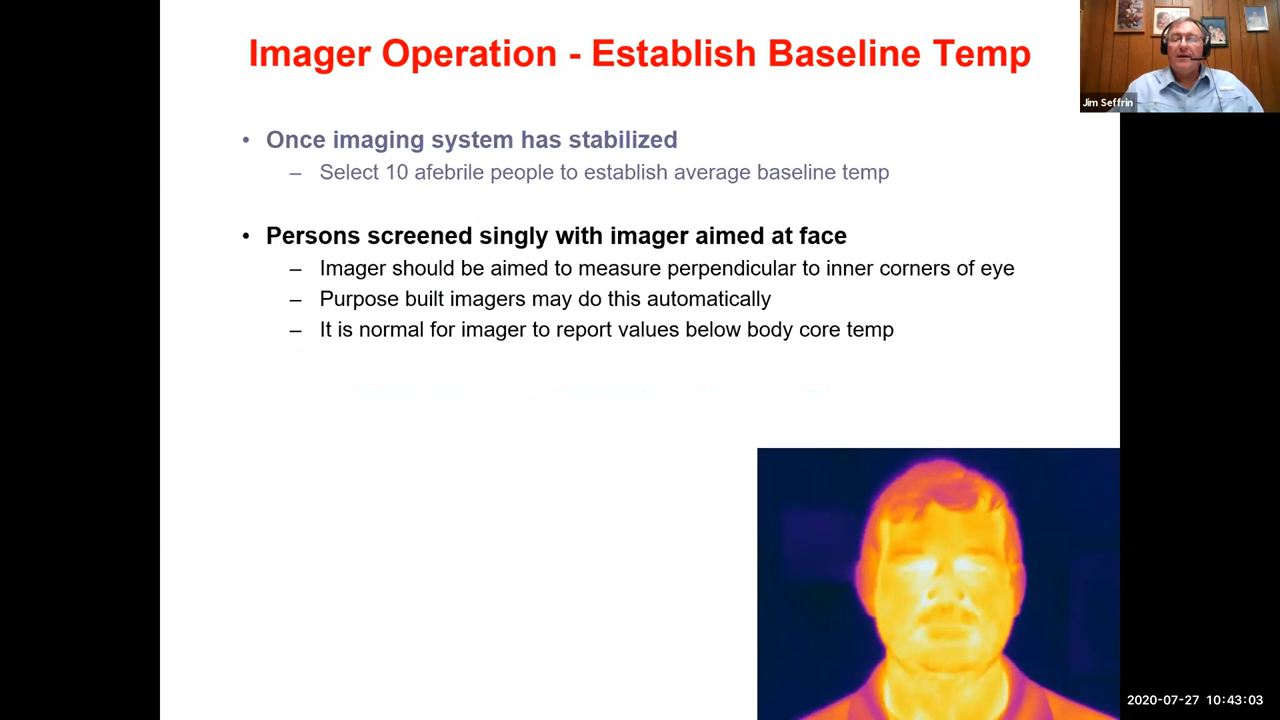 Imager Operation - Establish Baseline Temp
Jim Seffrin
• Once imaging system has stabilized
– Select 10 afebrile people to establish average baseline temp
• Persons screened singly with imager aimed at face
– Imager should be aimed to measure perpendicular to inner corners of eye
– Purpose built imagers may do this automatically
– It is normal for imager to report values below body core temp
2020-07-27 10:43:03